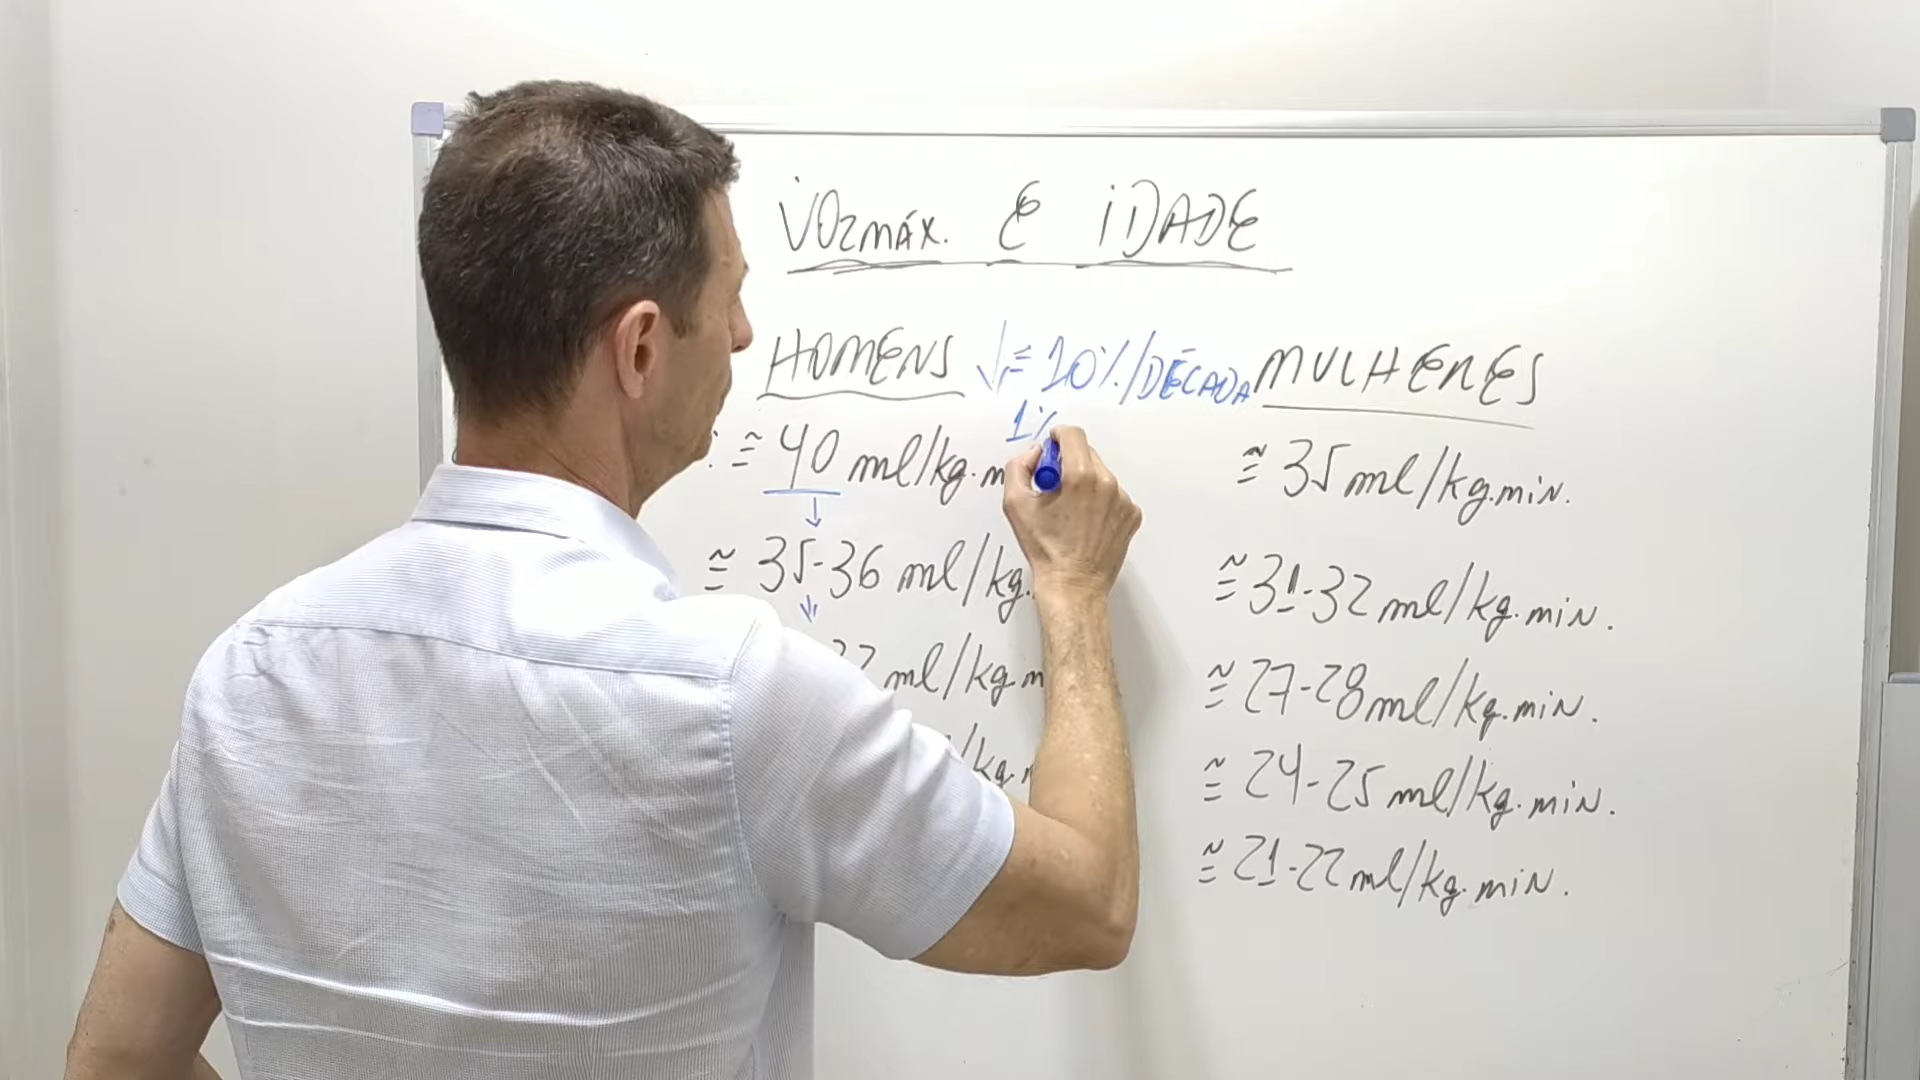 V̇O2MÁX. E IDADE
HOMENS ↓ ≅ 10%/DÉCADA MULHERES
1%
: ≅ 40 ml/kg.m ≅ 35 ml/kg.min.
≅ 35-36 ml/kg. ≅ 31-32 ml/kg.min.
ml/kg.m ≅ 27-28 ml/kg.min.
/kg. ≅ 24-25 ml/kg.min.
≅ 21-22 ml/kg.min.